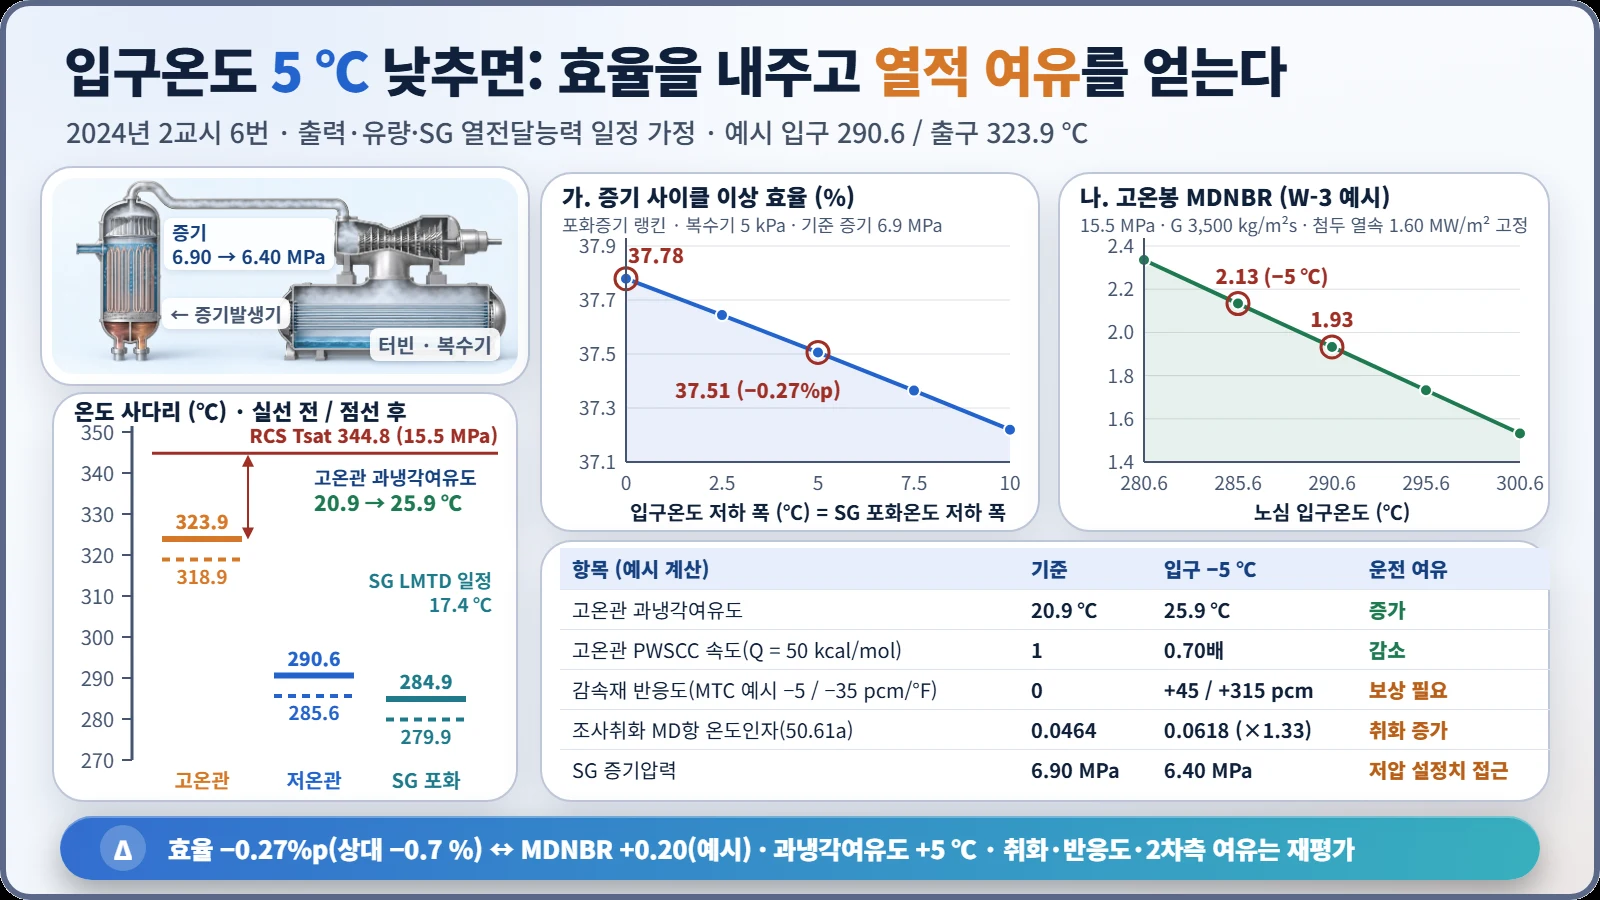 입구온도 5 ℃ 낮추면: 효율을 내주고 열적 여유를 얻는다
2024년 2교시 6번 · 출력·유량·SG 열전달능력 일정 가정 · 예시 입구 290.6 / 출구 323.9 ℃
증기
6.90 → 6.40 MPa
← 증기발생기
터빈 · 복수기
온도 사다리 (℃) · 실선 전 / 점선 후
350
340
330
320
310
300
290
280
270
RCS Tsat 344.8 (15.5 MPa)
고온관 과냉각여유도
20.9 → 25.9 ℃
323.9
318.9
SG LMTD 일정
17.4 ℃
290.6
285.6
284.9
279.9
고온관
저온관
SG 포화
가. 증기 사이클 이상 효율 (%)
포화증기 랭킨 · 복수기 5 kPa · 기준 증기 6.9 MPa
37.9
37.7
37.5
37.3
37.1
37.78
37.51 (−0.27%p)
0 2.5 5 7.5 10
입구온도 저하 폭 (℃) = SG 포화온도 저하 폭
나. 고온봉 MDNBR (W-3 예시)
15.5 MPa · G 3,500 kg/m²s · 첨두 열속 1.60 MW/m² 고정
2.4
2.2
2.0
1.8
1.6
1.4
2.13 (−5 ℃)
1.93
280.6 285.6 290.6 295.6 300.6
노심 입구온도 (℃)
항목 (예시 계산) 기준 입구 −5 ℃ 운전 여유
고온관 과냉각여유도 20.9 ℃ 25.9 ℃ 증가
고온관 PWSCC 속도(Q = 50 kcal/mol) 1 0.70배 감소
감속재 반응도(MTC 예시 −5 / −35 pcm/°F) 0 +45 / +315 pcm 보상 필요
조사취화 MD항 온도인자(50.61a) 0.0464 0.0618 (×1.33) 취화 증가
SG 증기압력 6.90 MPa 6.40 MPa 저압 설정치 접근
Δ 효율 −0.27%p(상대 −0.7 %) ↔ MDNBR +0.20(예시) · 과냉각여유도 +5 ℃ · 취화·반응도·2차측 여유는 재평가